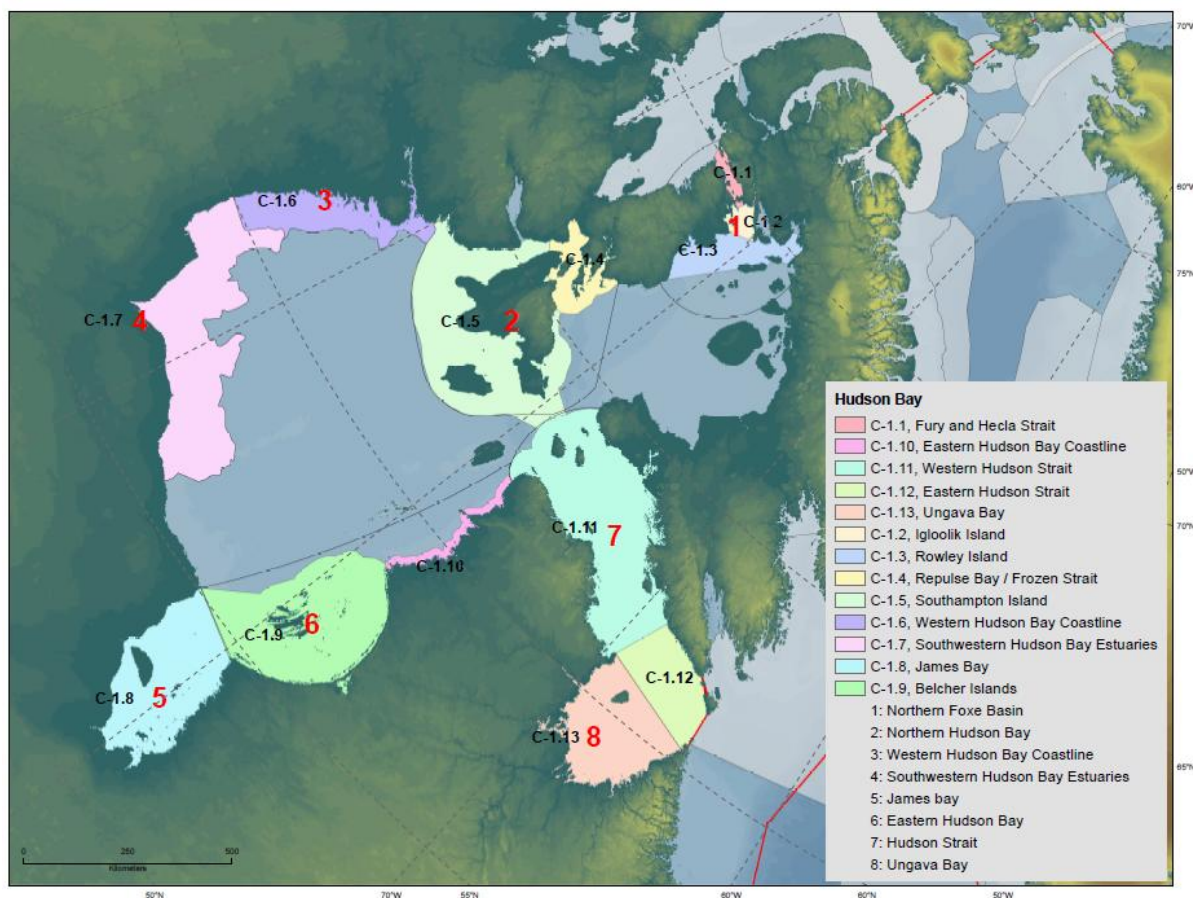 70°W
60°W
75°W
50°W
70°W
65°W
C-1.1
C-1.2
1
C-1.3
C-1.6
3
C-1.4
C-1.7
4
C-1.5
2
C-1.11
7
C-1.10
C-1.9
6
C-1.8
5
C-1.12
C-1.13
8
Hudson Bay
C-1.1, Fury and Hecla Strait
C-1.10, Eastern Hudson Bay Coastline
C-1.11, Western Hudson Strait
C-1.12, Eastern Hudson Strait
C-1.13, Ungava Bay
C-1.2, Igloolik Island
C-1.3, Rowley Island
C-1.4, Repulse Bay / Frozen Strait
C-1.5, Southampton Island
C-1.6, Western Hudson Bay Coastline
C-1.7, Southwestern Hudson Bay Estuaries
C-1.8, James Bay
C-1.9, Belcher Islands
1: Northern Foxe Basin
2: Northern Hudson Bay
3: Western Hudson Bay Coastline
4: Southwestern Hudson Bay Estuaries
5: James bay
6: Eastern Hudson Bay
7: Hudson Strait
8: Ungava Bay
0 250 500
Kilometers
50°N 70°W 55°N 60°W 60°N 50°W